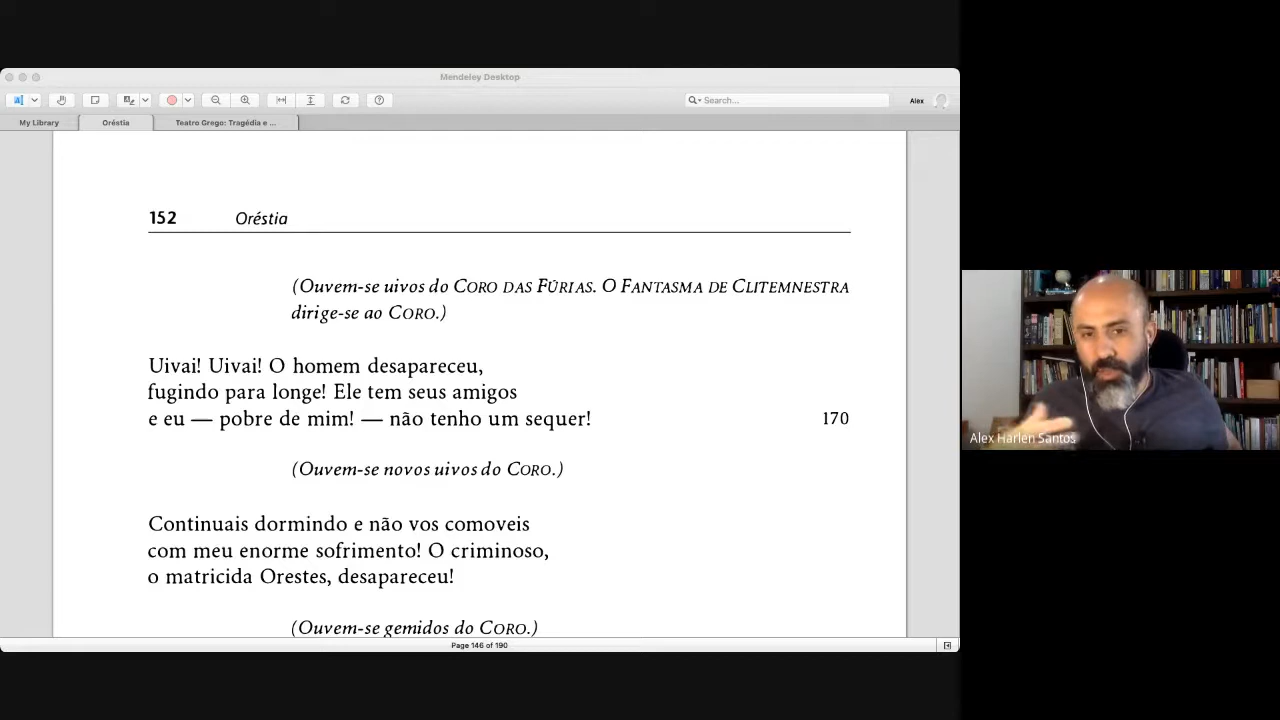 Mendeley Desktop
Search...
Alex
My Library
Oréstia
Teatro Grego: Tragédia e ...
152 Oréstia
(Ouvem-se uivos do CORO DAS FÚRIAS. O FANTASMA DE CLITEMNESTRA
dirige-se ao CORO.)
Uivai! Uivai! O homem desapareceu,
fugindo para longe! Ele tem seus amigos
e eu — pobre de mim! — não tenho um sequer! 170
(Ouvem-se novos uivos do CORO.)
Continuais dormindo e não vos comoveis
com meu enorme sofrimento! O criminoso,
o matricida Orestes, desapareceu!
(Ouvem-se gemidos do CORO.)
Page 146 of 190
Alex Harlen Santos